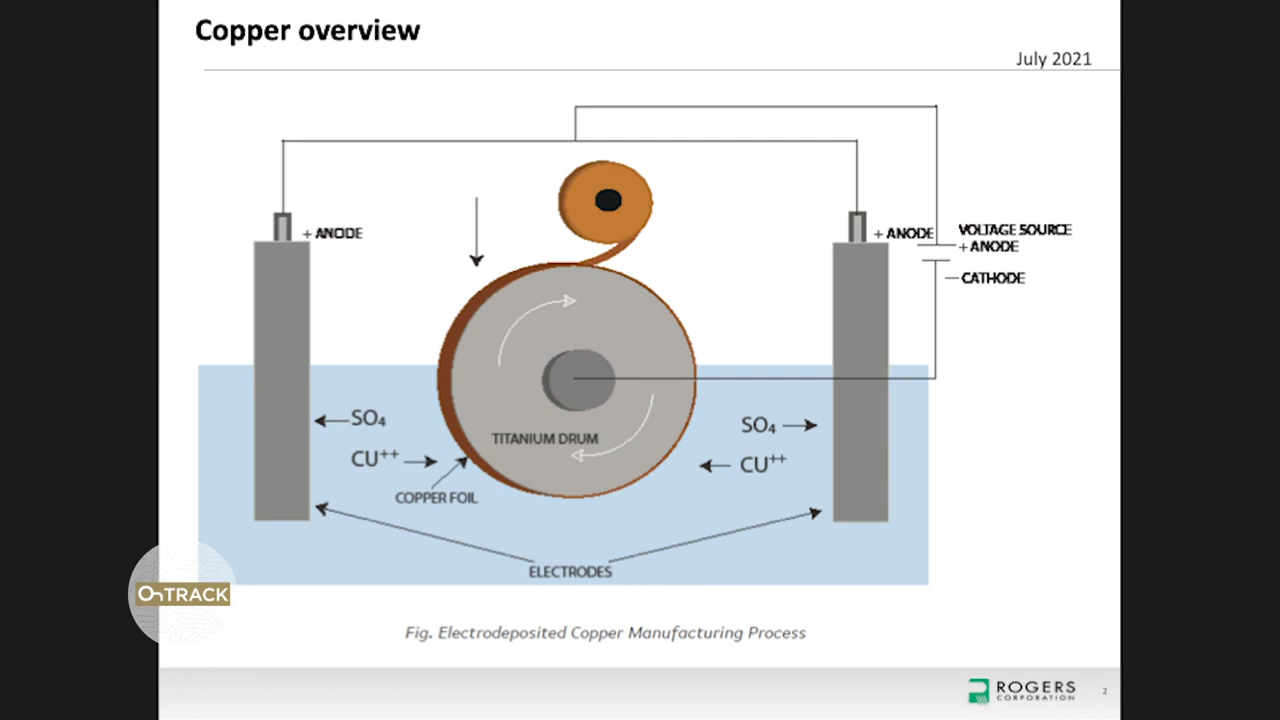 Copper overview
July 2021
+ ANODE
+ ANODE
VOLTAGE SOURCE
+ ANODE
— CATHODE
SO₄
CU⁺⁺
SO₄
CU⁺⁺
TITANIUM DRUM
COPPER FOIL
ELECTRODES
OnTRACK
Fig. Electrodeposited Copper Manufacturing Process
ROGERS
CORPORATION
2